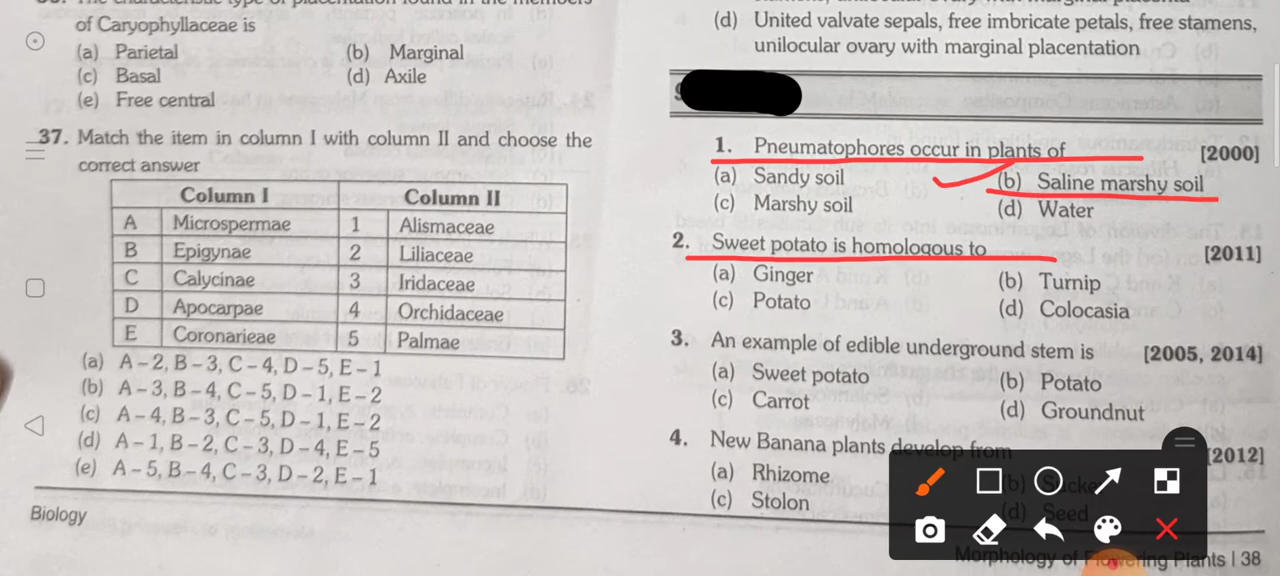 of Caryophyllaceae is
(a) Parietal
(b) Marginal
(c) Basal
(d) Axile
(e) Free central
37. Match the item in column I with column II and choose the
correct answer
Column I Column II
A Microspermae 1 Alismaceae
B Epigynae 2 Liliaceae
C Calycinae 3 Iridaceae
D Apocarpae 4 Orchidaceae
E Coronarieae 5 Palmae
(a) A – 2, B – 3, C – 4, D – 5, E – 1
(b) A – 3, B – 4, C – 5, D – 1, E – 2
(c) A – 4, B – 3, C – 5, D – 1, E – 2
(d) A – 1, B – 2, C – 3, D – 4, E – 5
(e) A – 5, B – 4, C – 3, D – 2, E – 1
Biology
(d) United valvate sepals, free imbricate petals, free stamens,
unilocular ovary with marginal placentation
1. Pneumatophores occur in plants of [2000]
(a) Sandy soil (b) Saline marshy soil
(c) Marshy soil (d) Water
2. Sweet potato is homologous to [2011]
(a) Ginger (b) Turnip
(c) Potato (d) Colocasia
3. An example of edible underground stem is [2005, 2014]
(a) Sweet potato (b) Potato
(c) Carrot (d) Groundnut
4. New Banana plants develop from [2012]
(a) Rhizome (b) Sucker
(c) Stolon (d) Seed
Morphology of Flowering Plants | 38